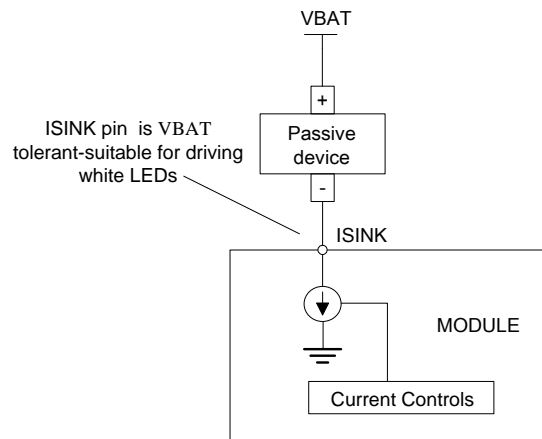 VBAT
+
ISINK pin is VBAT
tolerant-suitable for driving
white LEDs
Passive
device
-
ISINK
MODULE
Current Controls